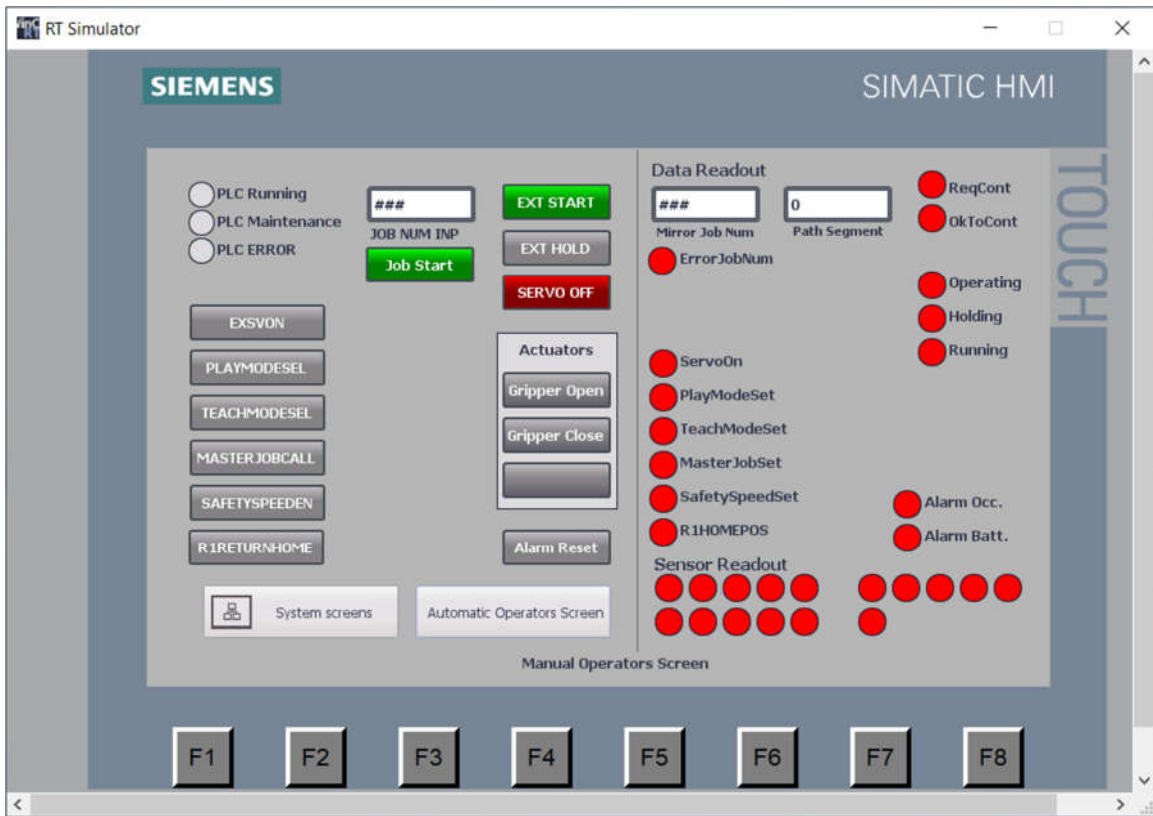 RT Simulator
SIEMENS
SIMATIC HMI
TOUCH
PLC Running
PLC Maintenance
PLC ERROR
###
JOB NUM INP
Job Start
EXT START
EXT HOLD
SERVO OFF
EXSVON
PLAYMODESEL
TEACHMODESEL
MASTERJOBCALL
SAFETYSPEEDEN
R1RETURNHOME
Actuators
Gripper Open
Gripper Close
Alarm Reset
System screens
Automatic Operators Screen
Data Readout
###
0
Mirror Job Num
Path Segment
ErrorJobNum
ReqCont
OkToCont
Operating
Holding
Running
ServoOn
PlayModeSet
TeachModeSet
MasterJobSet
SafetySpeedSet
R1HOMEPOS
Alarm Occ.
Alarm Batt.
Sensor Readout
Manual Operators Screen
F1 F2 F3 F4 F5 F6 F7 F8